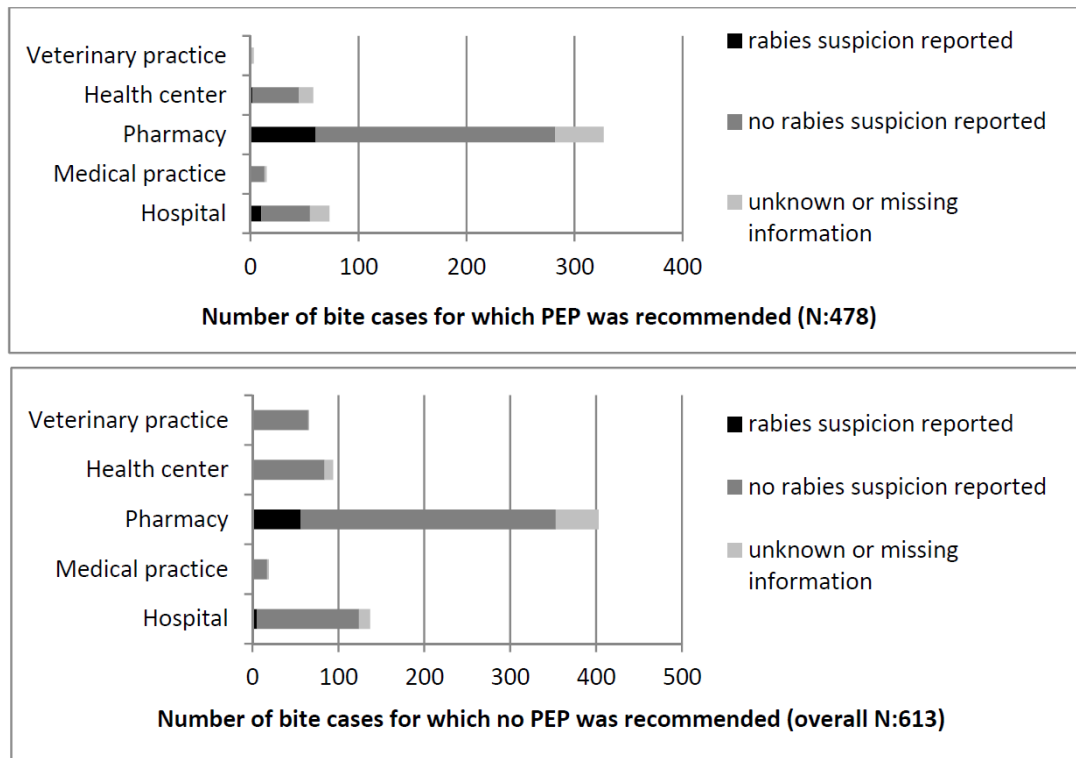 Veterinary practice
Health center
Pharmacy
Medical practice
Hospital
0 100 200 300 400
Number of bite cases for which PEP was recommended (N:478)
rabies suspicion reported
no rabies suspicion reported
unknown or missing
information
Veterinary practice
Health center
Pharmacy
Medical practice
Hospital
0 100 200 300 400 500
Number of bite cases for which no PEP was recommended (overall N:613)
rabies suspicion reported
no rabies suspicion reported
unknown or missing
information